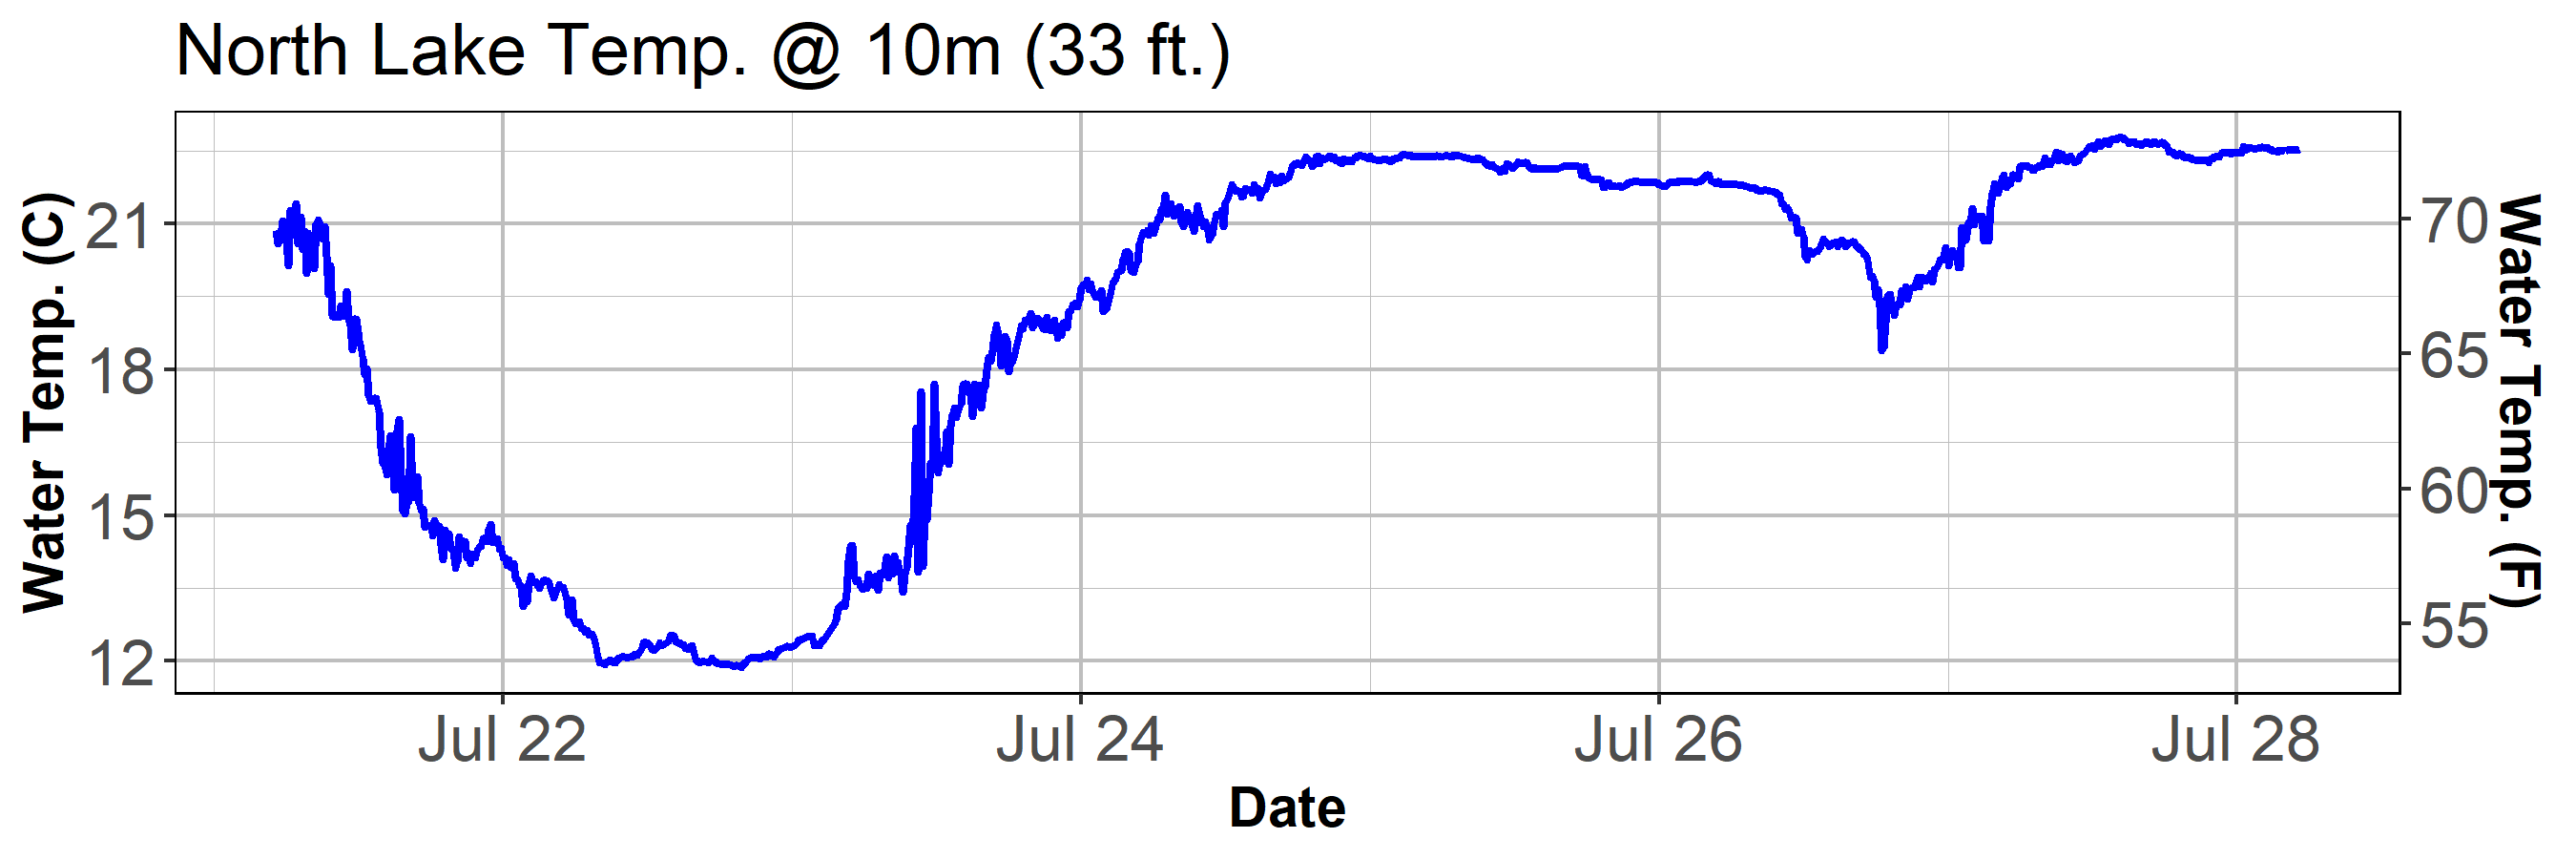 North Lake Temp. @ 10m (33 ft.)
Water Temp. (C)
21
18
15
12
70
65
60
55
Water Temp. (F)
Jul 22 Jul 24 Jul 26 Jul 28
Date